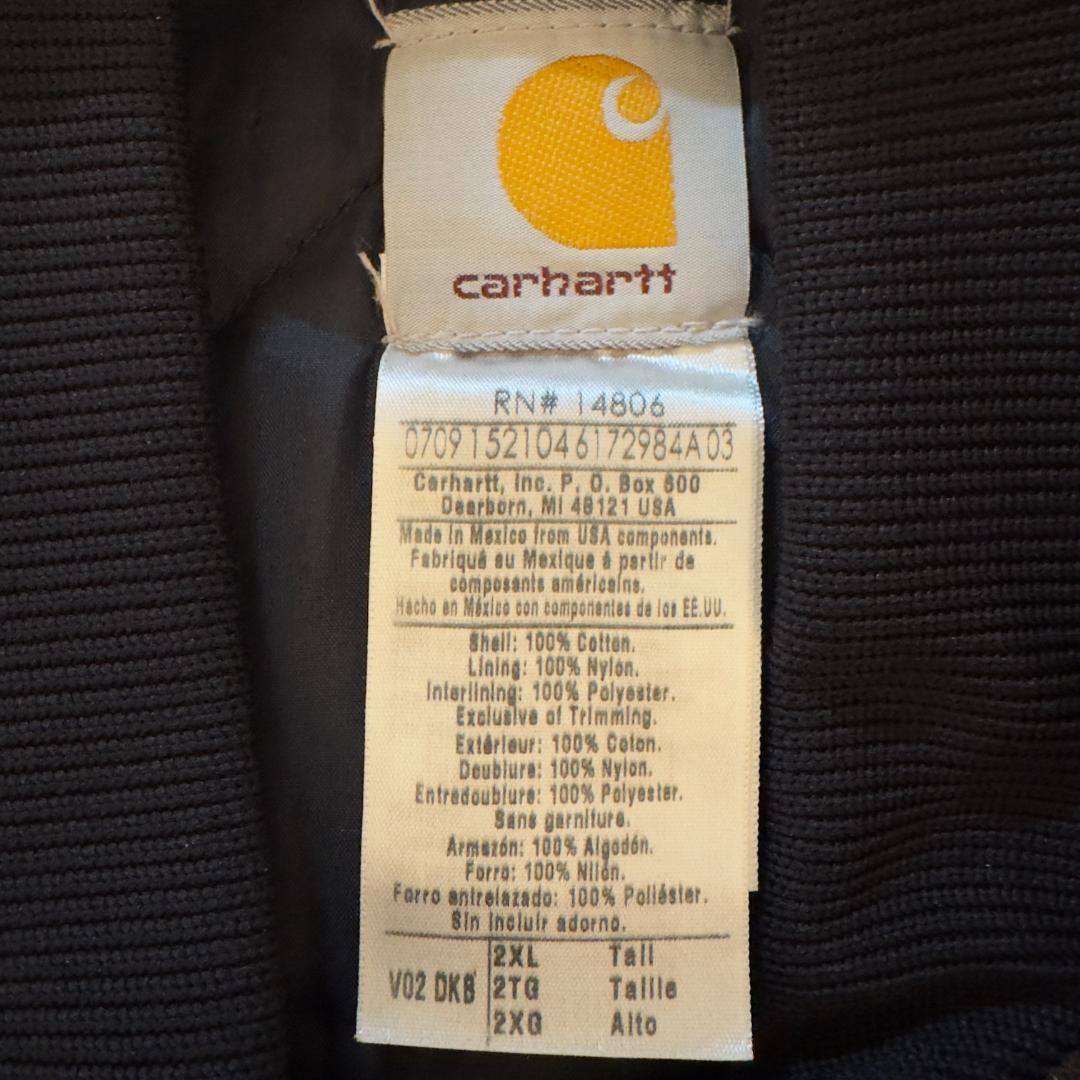 carhartt
RN# 14806
0709152104617​2984A03
Carhartt, Inc. P. O. Box 600
Dearborn, MI 48121 USA
Made in Mexico from USA components.
Fabriqué au Mexique à partir de
composants américains.
Hecho en México con componentes de los EE.UU.
Shell: 100% Cotton.
Lining: 100% Nylon.
Interlining: 100% Polyester.
Exclusive of Trimming.
Extérieur: 100% Coton.
Doublure: 100% Nylon.
Entredoublure: 100% Polyester.
Sans garniture.
Armazón: 100% Algodón.
Forro: 100% Nilón.
Forro entrelazado: 100% Poliéster.
Sin incluir adorno.
2XL Tall
V02 DKB 2TG Taille
2XG Alto